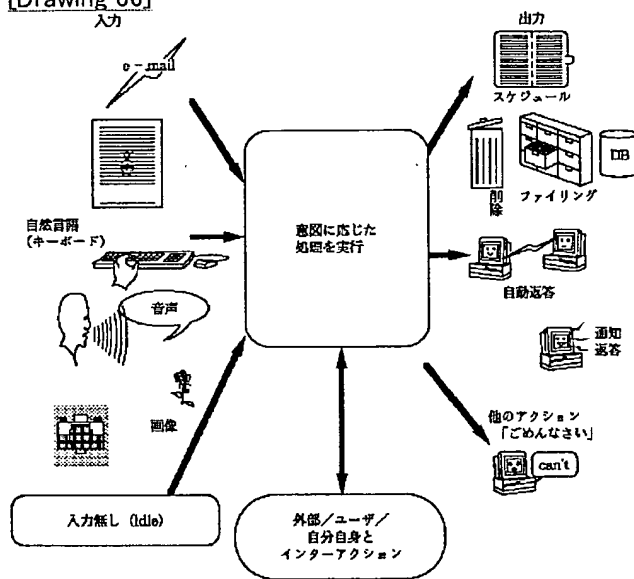 [Drawing 06]
入力
e-mail
自然言語
(キーボード)
音声
画像
入力無し (Idle)
意図に応じた
処理を実行
外部/ユーザ/
自分自身と
インターアクション
出力
スケジュール
削除
ファイリング
DB
自動返答
通知
返答
他のアクション
「ごめんなさい」
can't